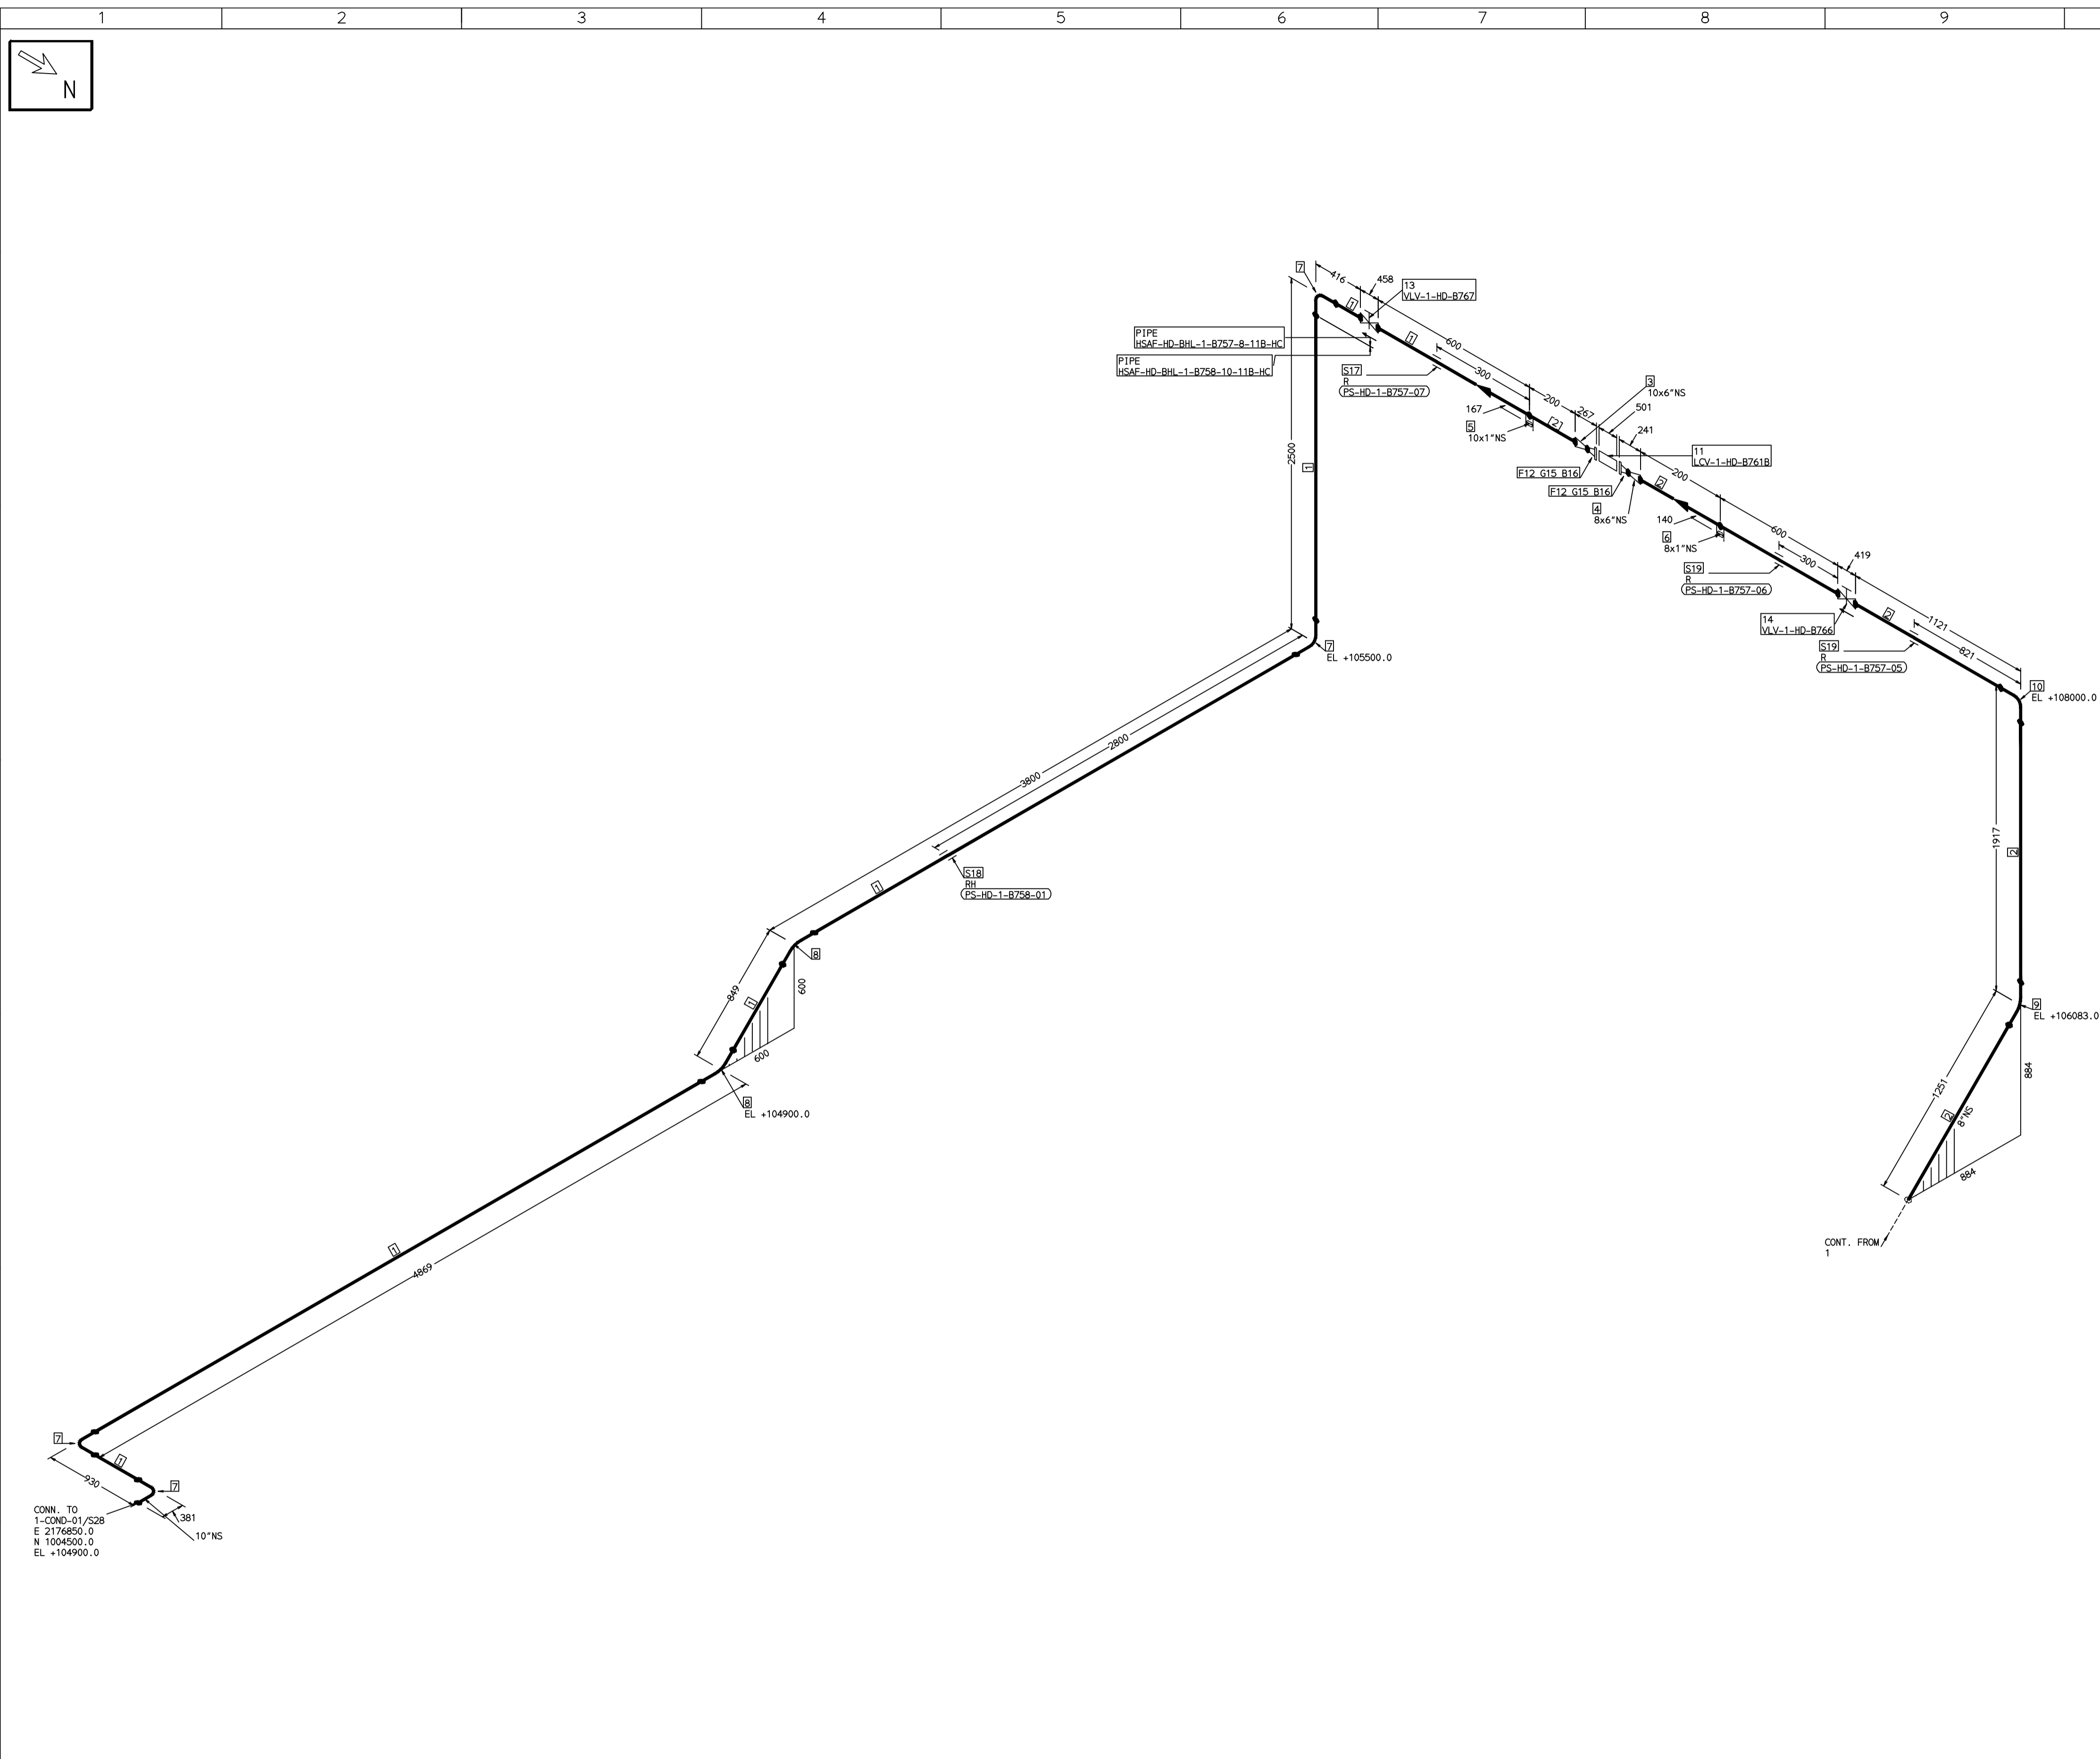 1 2 3 4 5 6 7 8 9
N
7
416
458
13
VLV-1-HD-B767
1
PIPE
HSAF-HD-BHL-1-B757-8-11B-HC
PIPE
HSAF-HD-BHL-1-B758-10-11B-HC
1
600
300
S17
R
PS-HD-1-B757-07
167
5
10x1"NS
200
2
267
3
10x6"NS
501
241
11
LCV-1-HD-B761B
F12 G15 B16
F12 G15 B16
4
8x6"NS
2
200
140
6
8x1"NS
600
300
419
S19
R
PS-HD-1-B757-06
14
VLV-1-HD-B766
2
1121
821
S19
R
PS-HD-1-B757-05
10
EL +108000.0
2500
1
7
EL +105500.0
3800
2800
1917
2
S18
RH
PS-HD-1-B758-01
1
8
849
1
600
600
8
EL +104900.0
9
EL +106083.0
1251
2
8"NS
884
884
CONT. FROM
1
1
4869
7
1
930
7
381
10"NS
CONN. TO
1-COND-01/S28
E 2176850.0
N 1004500.0
EL +104900.0